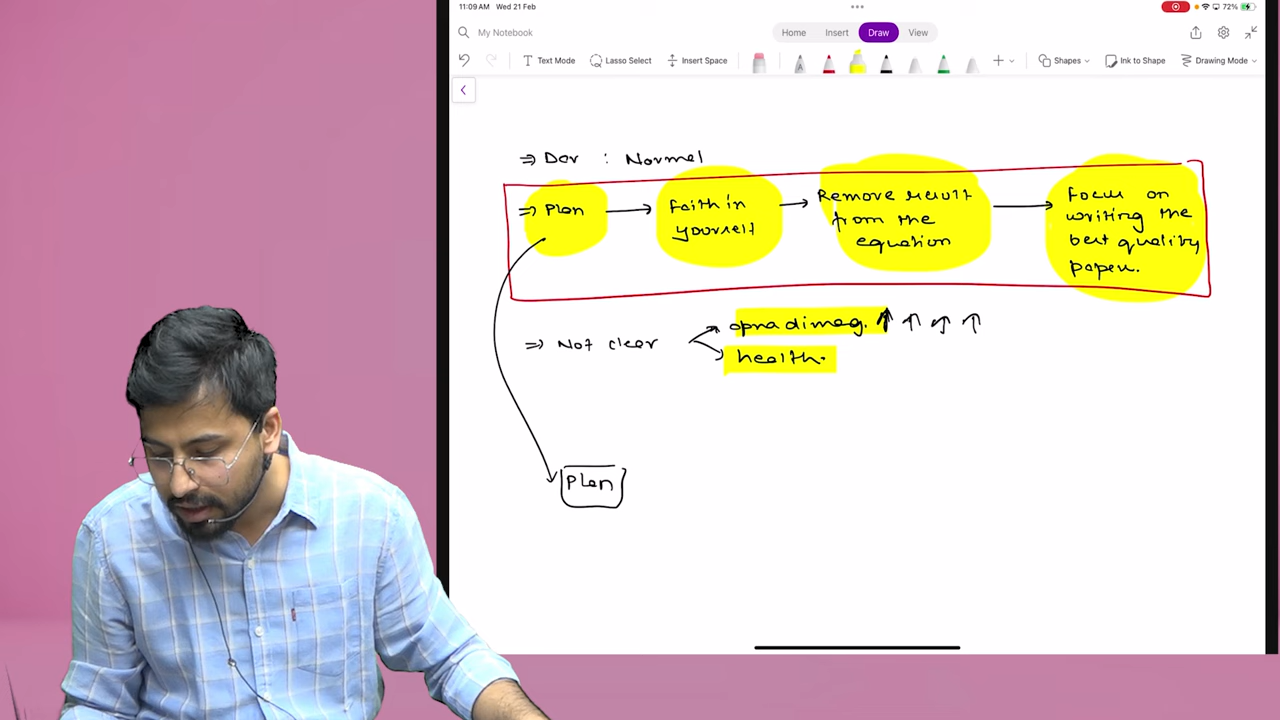 11:09 AM Wed 21 Feb
72%
My Notebook
Home Insert Draw View
Text Mode Lasso Select Insert Space Shapes Ink to Shape Drawing Mode
⇒ Dar : Normal
⇒ Plan → Faith in yourself → Remove result from the equation → Focus on writing the best quality paper.
⇒ Not clear
apna dimag. ↑ ↑ ↑ ↑
health.
Plan